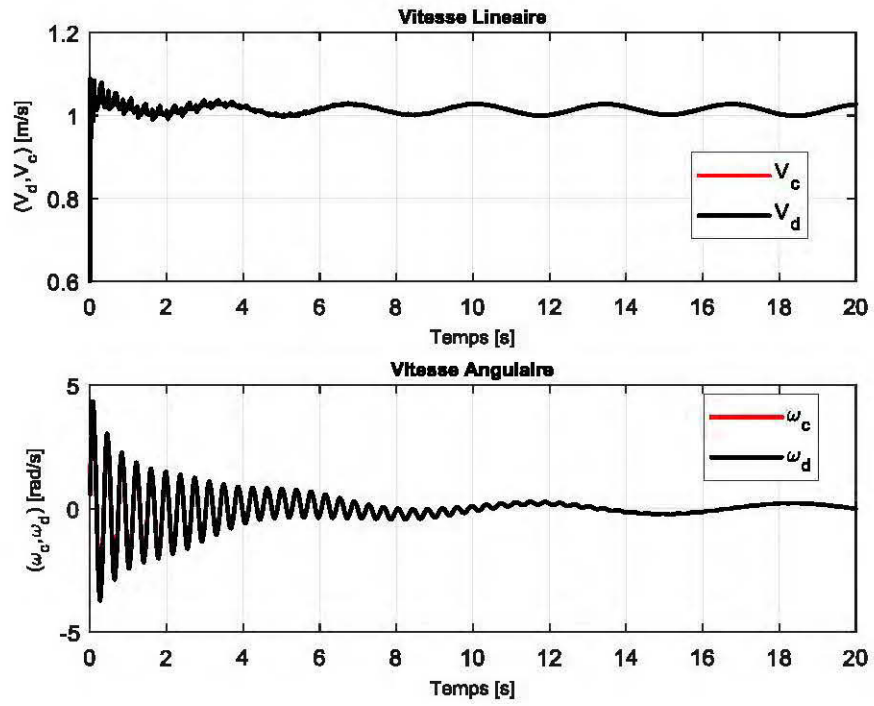 Vitesse Lineaire
1.2
1
0.8
0.6
(V_d,V_c) [m/s]
V_c
V_d
0 2 4 6 8 10 12 14 16 18 20
Temps [s]
Vitesse Angulaire
5
0
-5
(ω_c,ω_d) [rad/s]
ω_c
ω_d
0 2 4 6 8 10 12 14 16 18 20
Temps [s]